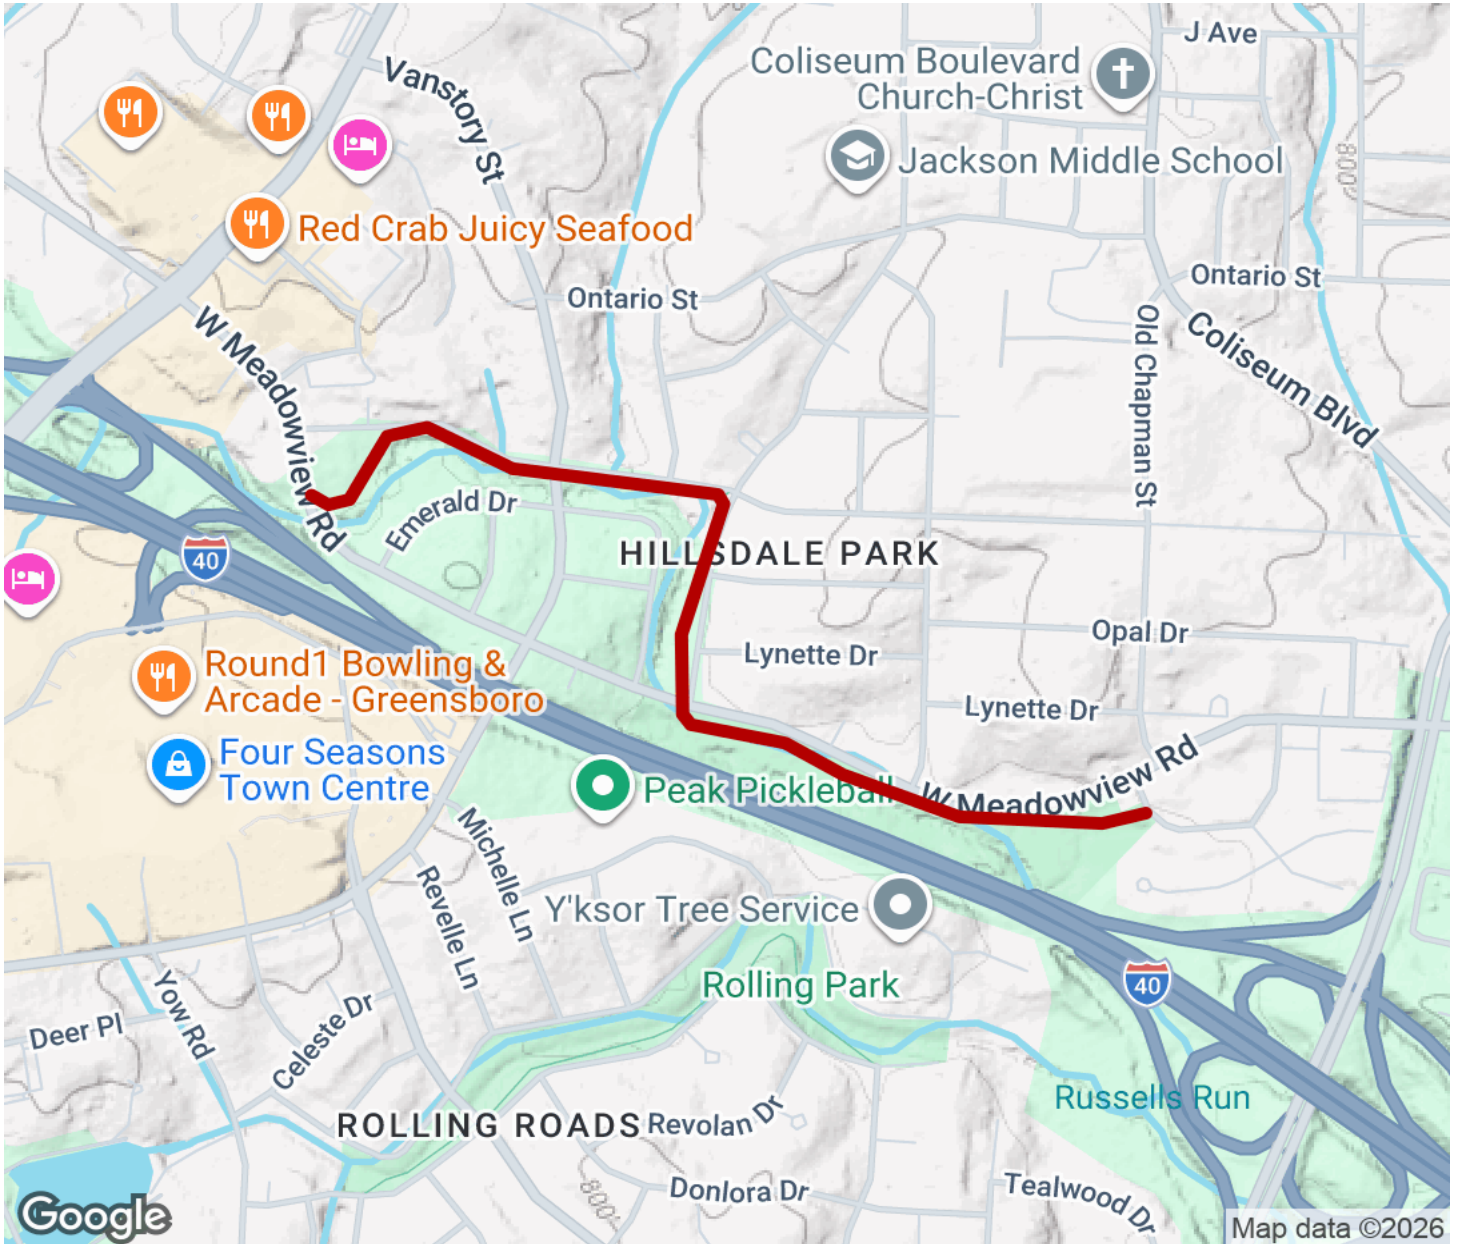 J Ave
Vanstory St
Coliseum Boulevard
Church-Christ
Jackson Middle School
800
Red Crab Juicy Seafood
Ontario St
Ontario St
W Meadowview Rd
Old Chapman St
Coliseum Blvd
Emerald Dr
40
HILLSDALE PARK
Opal Dr
Lynette Dr
Round1 Bowling &
Arcade - Greensboro
Lynette Dr
Four Seasons
Town Centre
Peak Pickleball
W Meadowview Rd
Michelle Ln
Revelle Ln
Y'ksor Tree Service
Rolling Park
40
Yow Rd
Deer Pl
Celeste Dr
Russells Run
ROLLING ROADS
Revolan Dr
800
Donlora Dr
Tealwood Dr
Google
Map data ©2026